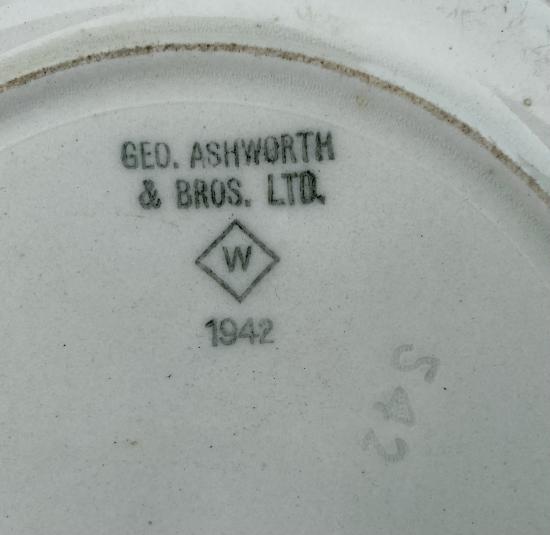 GEO. ASHWORTH
& BROS. LTD.
W
1942